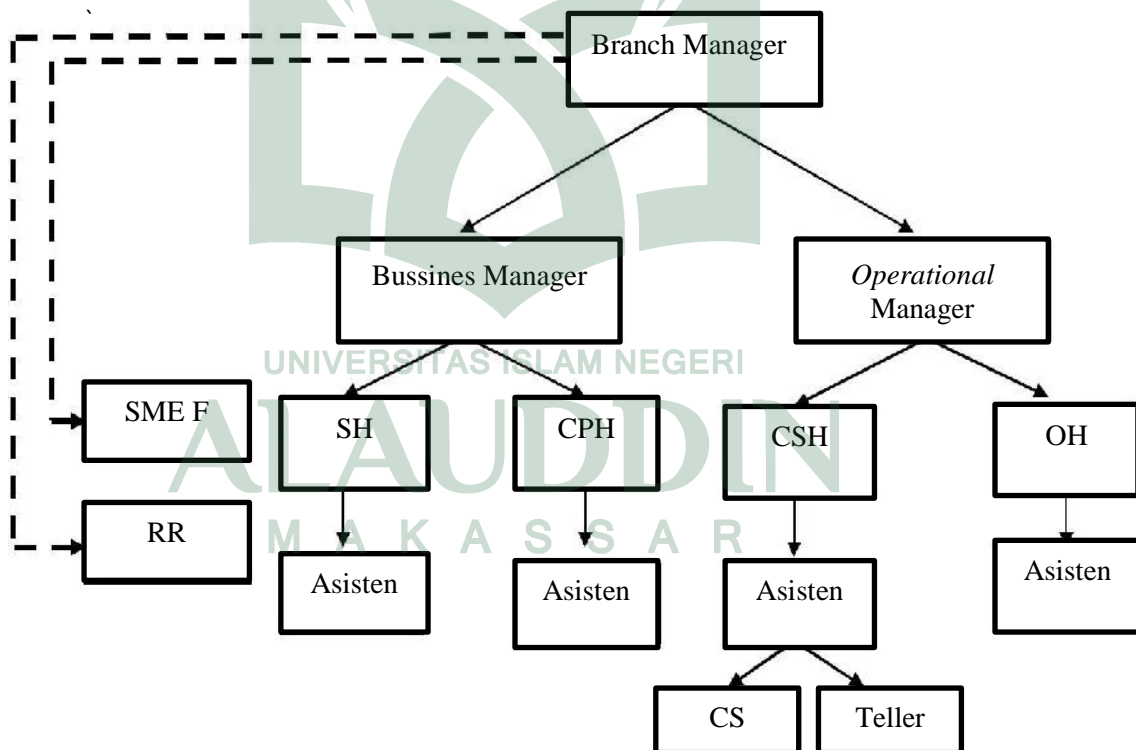 `
Branch Manager
Bussines Manager
Operational
Manager
UNIVERSITAS ISLAM NEGERI
SME F
SH
CPH
CSH
OH
ALAUDDIN
RR
MAKASSAR
Asisten
Asisten
Asisten
Asisten
CS
Teller